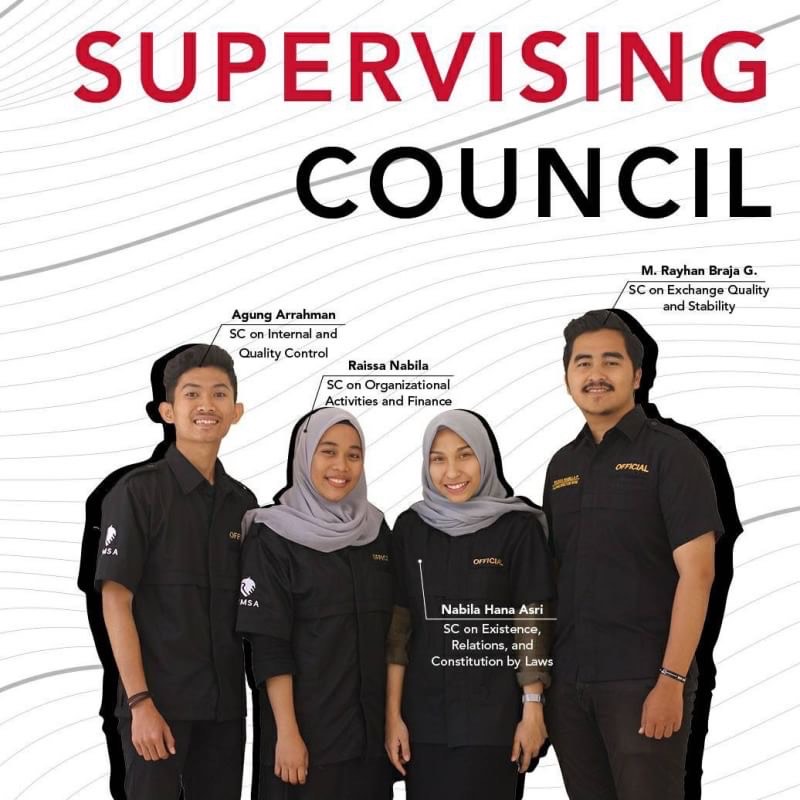 SUPERVISING
COUNCIL
M. Rayhan Braja G.
SC on Exchange Quality
and Stability
Agung Arrahman
SC on Internal and
Quality Control
Raissa Nabila
SC on Organizational
Activities and Finance
OFFICIAL
OFF
OFFICIAL
OFFICIAL
MSA
MSA
Nabila Hana Asri
SC on Existence,
Relations, and
Constitution by Laws